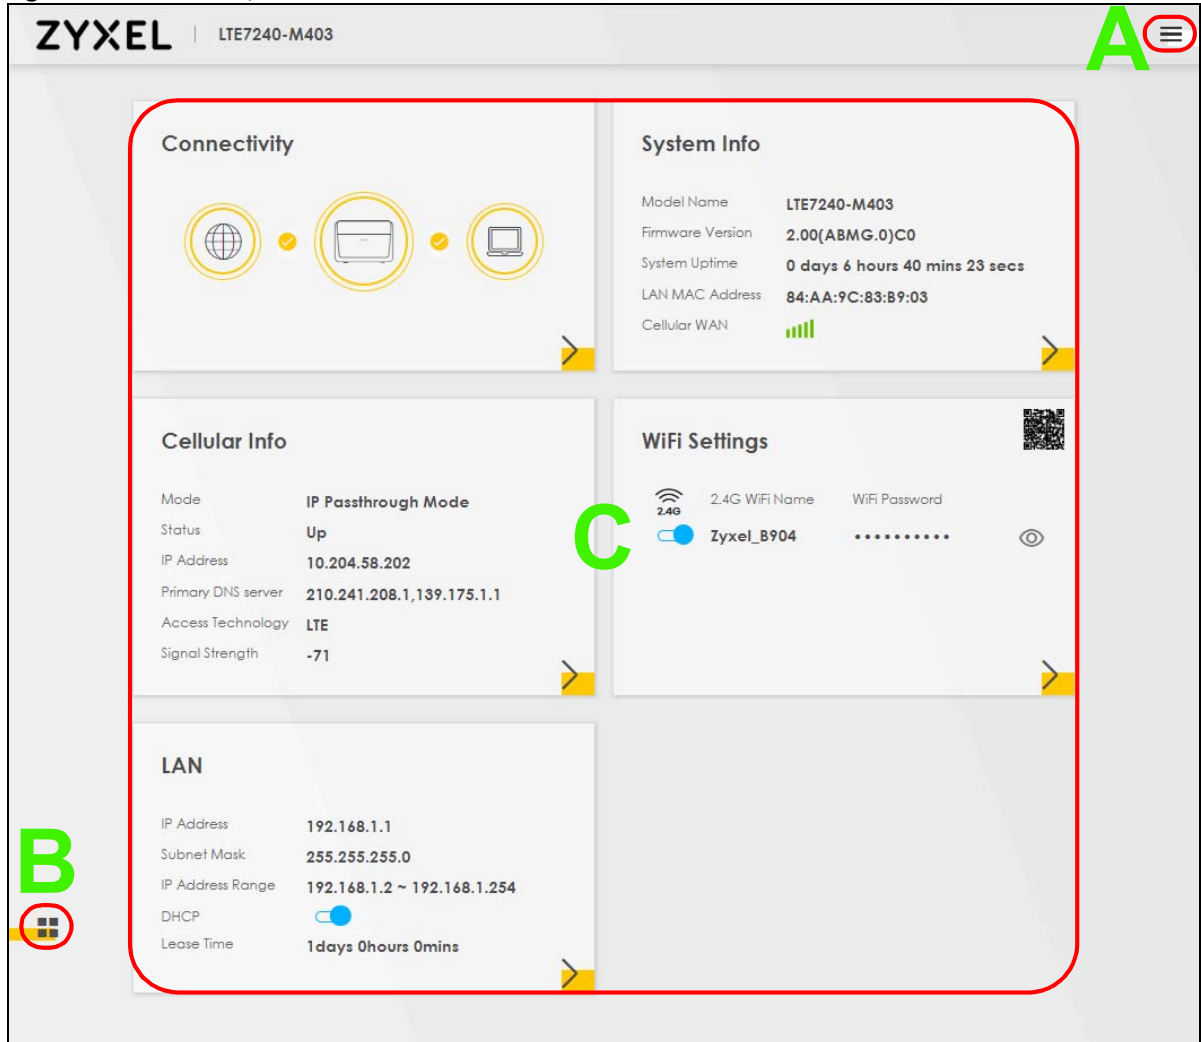 ZYXEL LTE7240-M403
A
Connectivity
System Info
Model Name LTE7240-M403
Firmware Version 2.00(ABMG.0)C0
System Uptime 0 days 6 hours 40 mins 23 secs
LAN MAC Address 84:AA:9C:83:B9:03
Cellular WAN
Cellular Info
Mode IP Passthrough Mode
Status Up
IP Address 10.204.58.202
Primary DNS server 210.241.208.1,139.175.1.1
Access Technology LTE
Signal Strength -71
C
WiFi Settings
2.4G 2.4G WiFi Name WiFi Password
Zyxel_B904 ••••••••••
LAN
IP Address 192.168.1.1
Subnet Mask 255.255.255.0
IP Address Range 192.168.1.2 ~ 192.168.1.254
DHCP
Lease Time 1days 0hours 0mins
B